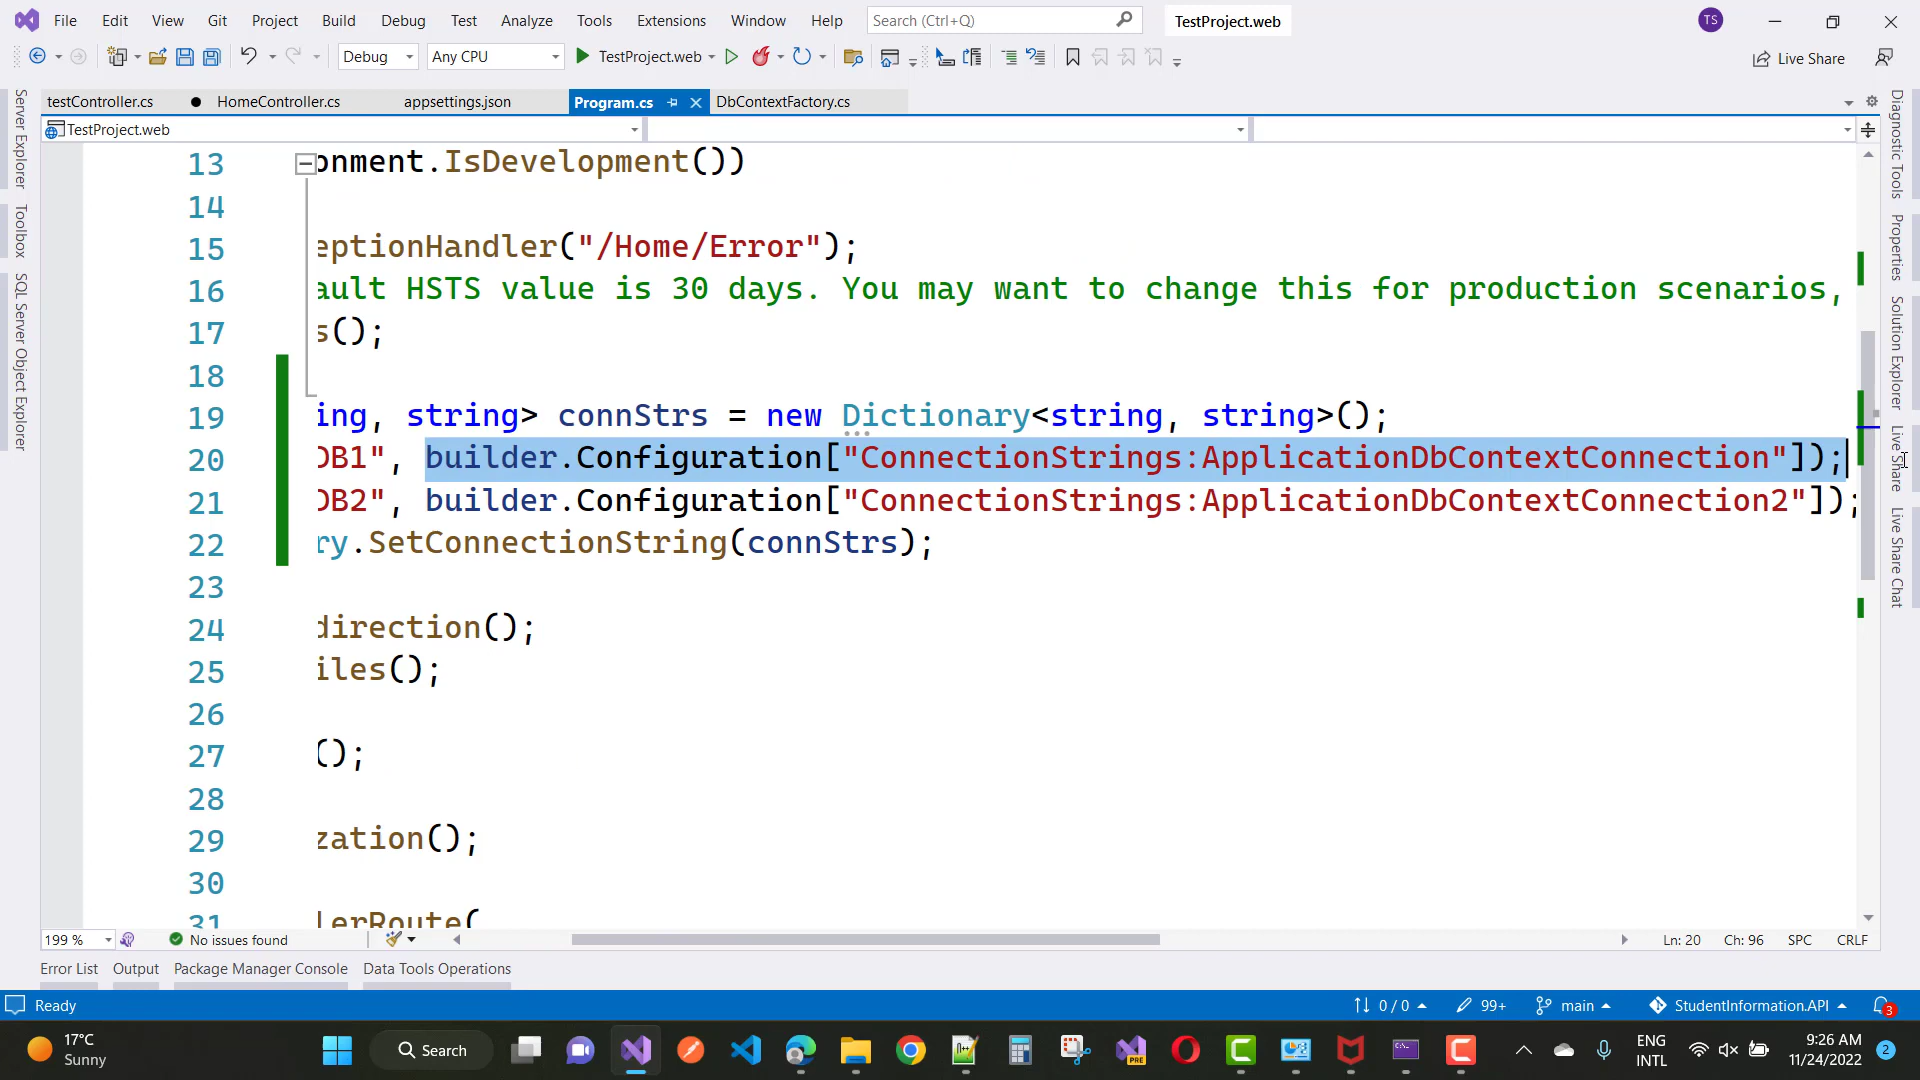 File Edit View Git Project Build Debug Test Analyze Tools Extensions Window Help Search (Ctrl+Q) TestProject.web TS
Debug Any CPU TestProject.web Live Share
testController.cs HomeController.cs appsettings.json Program.cs DbContextFactory.cs
TestProject.web
Server Explorer
Toolbox
SQL Server Object Explorer
13 onment.IsDevelopment())
14
15 eptionHandler("/Home/Error");
16 ault HSTS value is 30 days. You may want to change this for production scenarios,
17 s();
18
19 ing, string> connStrs = new Dictionary<string, string>();
20 DB1", builder.Configuration["ConnectionStrings:ApplicationDbContextConnection"]);
21 DB2", builder.Configuration["ConnectionStrings:ApplicationDbContextConnection2"]);
22 ry.SetConnectionString(connStrs);
23
24 direction();
25 iles();
26
27 ();
28
29 zation();
30
31 lerRoute(
Diagnostic Tools
Properties
Solution Explorer
Live Share
Live Share Chat
199 % No issues found Ln: 20 Ch: 96 SPC CRLF
Error List Output Package Manager Console Data Tools Operations
Ready 0 / 0 99+ main StudentInformation.API 3
17°C
Sunny
Search
PRE
ENG
INTL
9:26 AM
11/24/2022
2